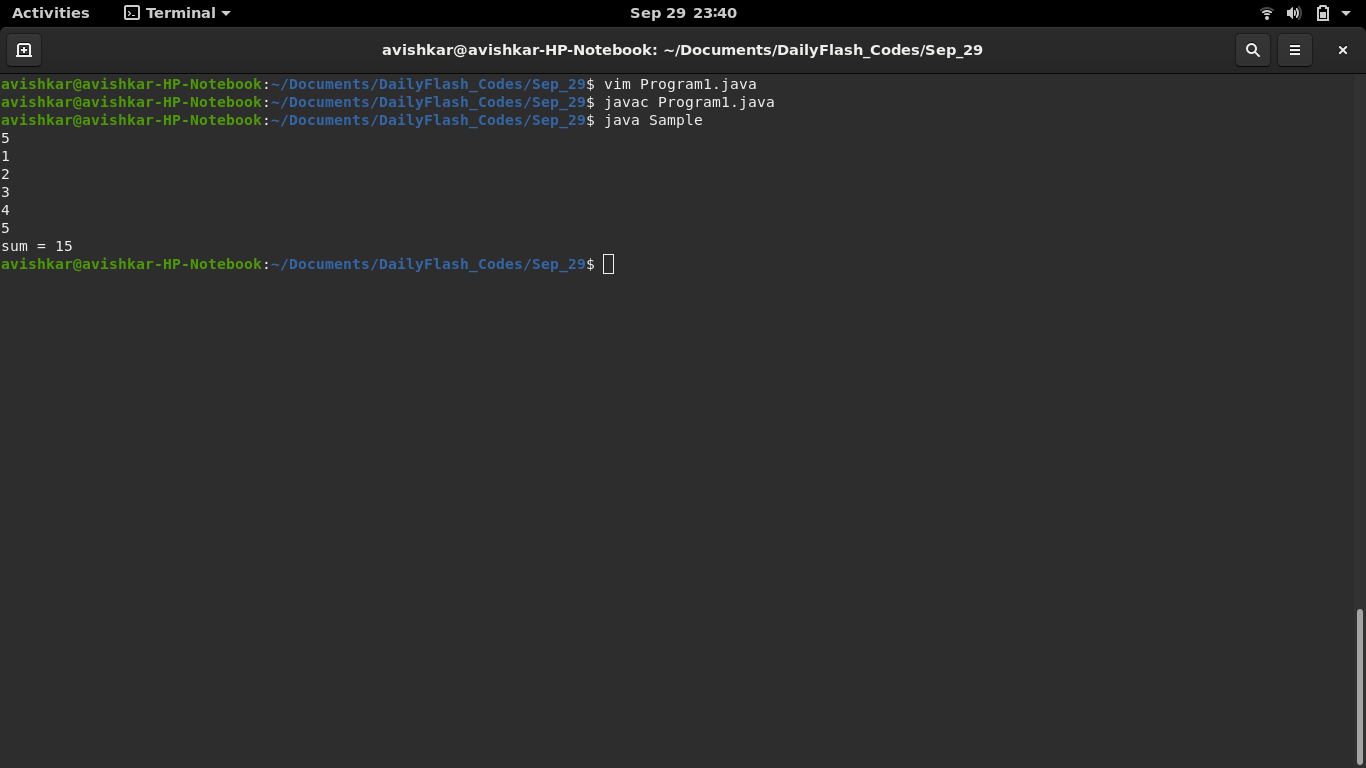 Activities Terminal Sep 29 23:40
avishkar@avishkar-HP-Notebook: ~/Documents/DailyFlash_Codes/Sep_29
avishkar@avishkar-HP-Notebook:~/Documents/DailyFlash_Codes/Sep_29$ vim Program1.java
avishkar@avishkar-HP-Notebook:~/Documents/DailyFlash_Codes/Sep_29$ javac Program1.java
avishkar@avishkar-HP-Notebook:~/Documents/DailyFlash_Codes/Sep_29$ java Sample
5
1
2
3
4
5
sum = 15
avishkar@avishkar-HP-Notebook:~/Documents/DailyFlash_Codes/Sep_29$